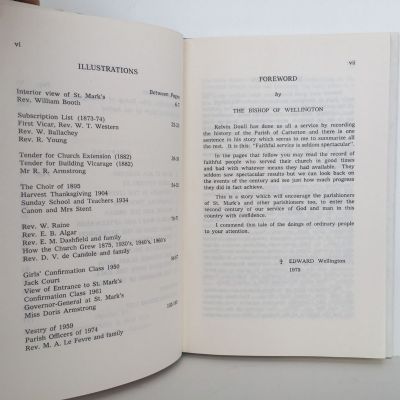 vi
ILLUSTRATIONS
Between Pages
Interior view of St. Mark's
Rev. William Booth
6-7
Subscription List (1873-74)
First Vicar, Rev. W. T. Western
Rev. W. Ballachey
Rev. R. Young
Tender for Church Extension (1882)
Tender for Building Vicarage (1882)
Mr R. R. Armstrong
The Choir of 1895
Harvest Thanksgiving 1904
Sunday School and Teachers 1934
Canon and Mrs Stent
Rev. W. Raine
Rev. E. B. Algar
Rev. E. M. Dashfield and family
How the Church Grew 1875, 1920's, 1940's, 1960's
Rev. D. V. de Candole and family
Girls' Confirmation Class 1950
Jack Court
View of Entrance to St. Mark's
Confirmation Class 1961
Governor-General at St. Mark's
Miss Doris Armstrong
Vestry of 1959
Parish Officers of 1974
Rev. M. A. Le Fevre and family
vii
FOREWORD
by
THE BISHOP OF WELLINGTON
Kelvin Doull has done us all a service by recording
the history of the Parish of Carterton and there is one
sentence in his story which seems to me to summarize all
the rest. It is this: "Faithful service is seldom spectacular".
In the pages that follow you may read the record of
faithful people who served their church in good times
and bad with whatever means they had available. They
seldom saw spectacular results but we can look back on
the events of the century and see just how much progress
they did in fact achieve.
This is a story which will encourage the parishioners
of St. Mark's and other parishioners too, to enter the
second century of our service of God and man in this
country with confidence.
I commend this tale of the doings of ordinary people
to your attention.
EDWARD Wellington
1975